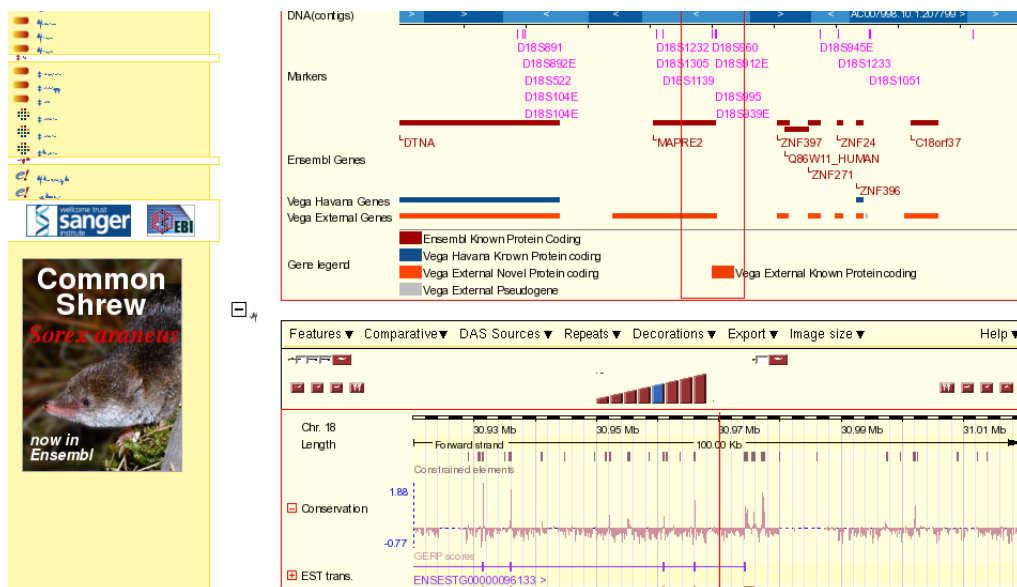 DNA(contigs)
AC007998.10.1.207799 >
Markers
D18S891
D18S1232
D18S960
D18S945E
D18S892E
D18S1305
D18S912E
D18S1233
D18S522
D18S1139
D18S1051
D18S104E
D18S995
D18S104E
D18S939E
Ensembl Genes
DTNA
MAPRE2
ZNF397
ZNF24
C18orf37
Q86W11_HUMAN
ZNF271
ZNF396
Vega Havana Genes
Vega External Genes
Gene legend
Ensembl Known Protein Coding
Vega Havana Known Protein coding
Vega External Novel Protein coding
Vega External Known Protein coding
Vega External Pseudogene
wellcome trust
sanger
institute
EBI
Common
Shrew
Sorex araneus
now in
Ensembl
Features ▼ Comparative▼ DAS Sources ▼ Repeats ▼ Decorations ▼ Export ▼ Image size ▼ Help ▼
Chr. 18
30.93 Mb 30.95 Mb 30.97 Mb 30.99 Mb 31.01 Mb
Length
Forward strand
100.00 Kb
Constrained elements
1.88
Conservation
-0.77
GERP scores
EST trans.
ENSESTG00000096133 >